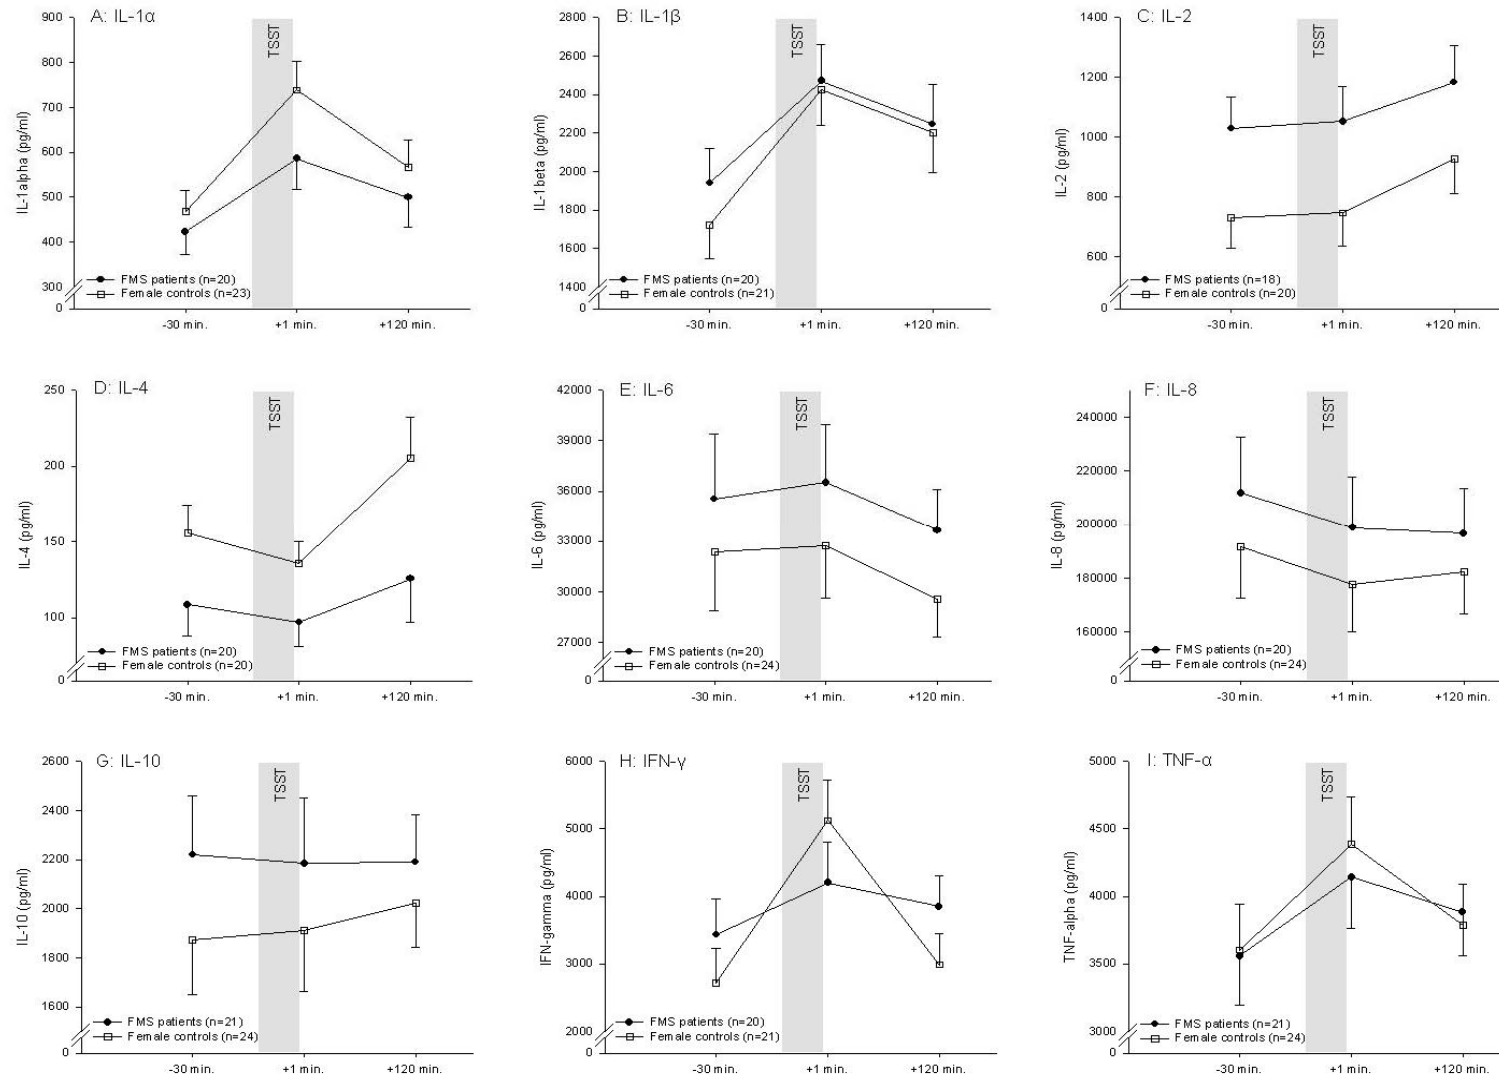 A: IL-1α
900
800
700
600
500
400
300
0
IL-1alpha (pg/ml)
TSST
FMS patients (n=20)
Female controls (n=23)
-30 min. +1 min. +120 min.
B: IL-1β
2800
2600
2400
2200
2000
1800
1600
1400
0
IL-1beta (pg/ml)
TSST
FMS patients (n=20)
Female controls (n=21)
-30 min. +1 min. +120 min.
C: IL-2
1400
1200
1000
800
600
0
IL-2 (pg/ml)
TSST
FMS patients (n=18)
Female controls (n=20)
-30 min. +1 min. +120 min.
D: IL-4
250
200
150
100
0
IL-4 (pg/ml)
TSST
FMS patients (n=20)
Female controls (n=20)
-30 min. +1 min. +120 min.
E: IL-6
42000
39000
36000
33000
30000
27000
0
IL-6 (pg/ml)
TSST
FMS patients (n=20)
Female controls (n=24)
-30 min. +1 min. +120 min.
F: IL-8
240000
220000
200000
180000
160000
0
IL-8 (pg/ml)
TSST
FMS patients (n=20)
Female controls (n=24)
-30 min. +1 min. +120 min.
G: IL-10
2600
2400
2200
2000
1800
1600
0
IL-10 (pg/ml)
TSST
FMS patients (n=21)
Female controls (n=24)
-30 min. +1 min. +120 min.
H: IFN-γ
6000
5000
4000
3000
2000
0
IFN-gamma (pg/ml)
TSST
FMS patients (n=20)
Female controls (n=21)
-30 min. +1 min. +120 min.
I: TNF-α
5000
4500
4000
3500
3000
0
TNF-alpha (pg/ml)
TSST
FMS patients (n=21)
Female controls (n=24)
-30 min. +1 min. +120 min.